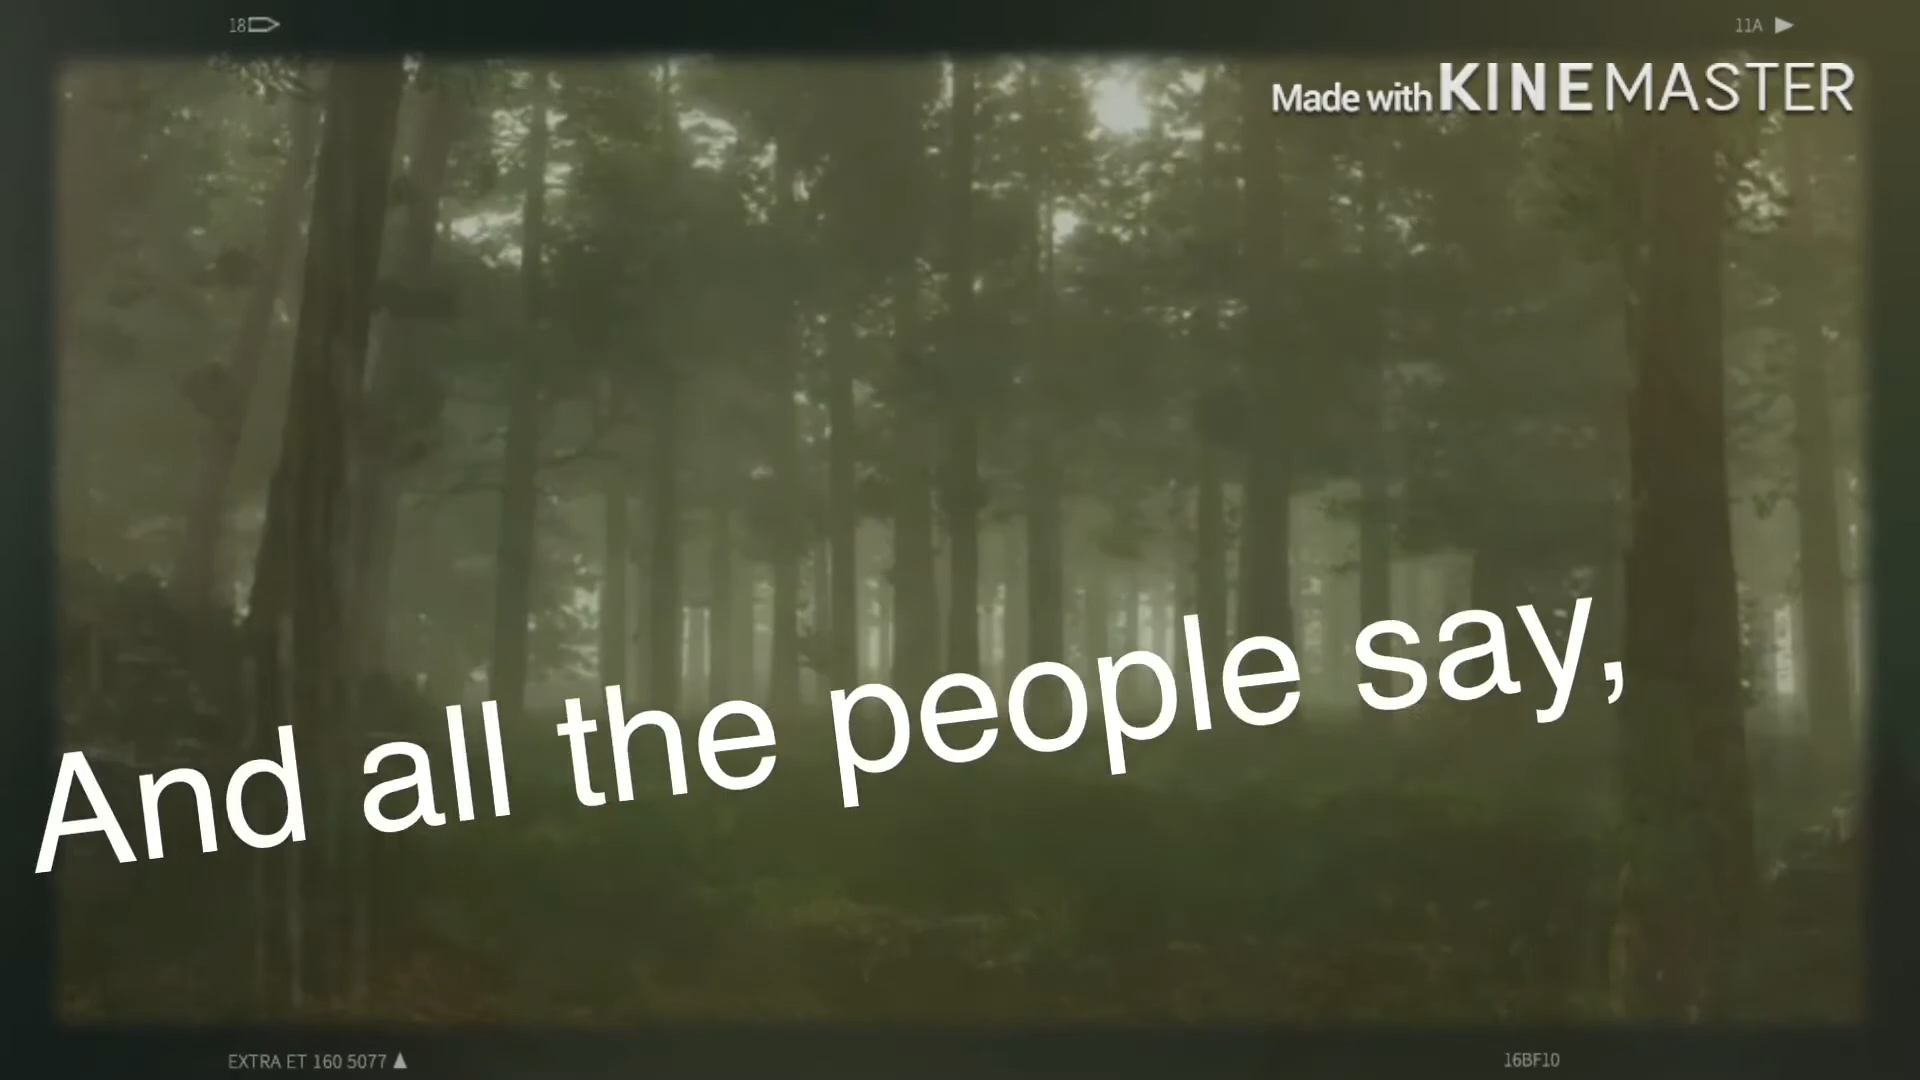 18
11A
Made with KINEMASTER
And all the people say,
EXTRA ET 160 5077
16BF10